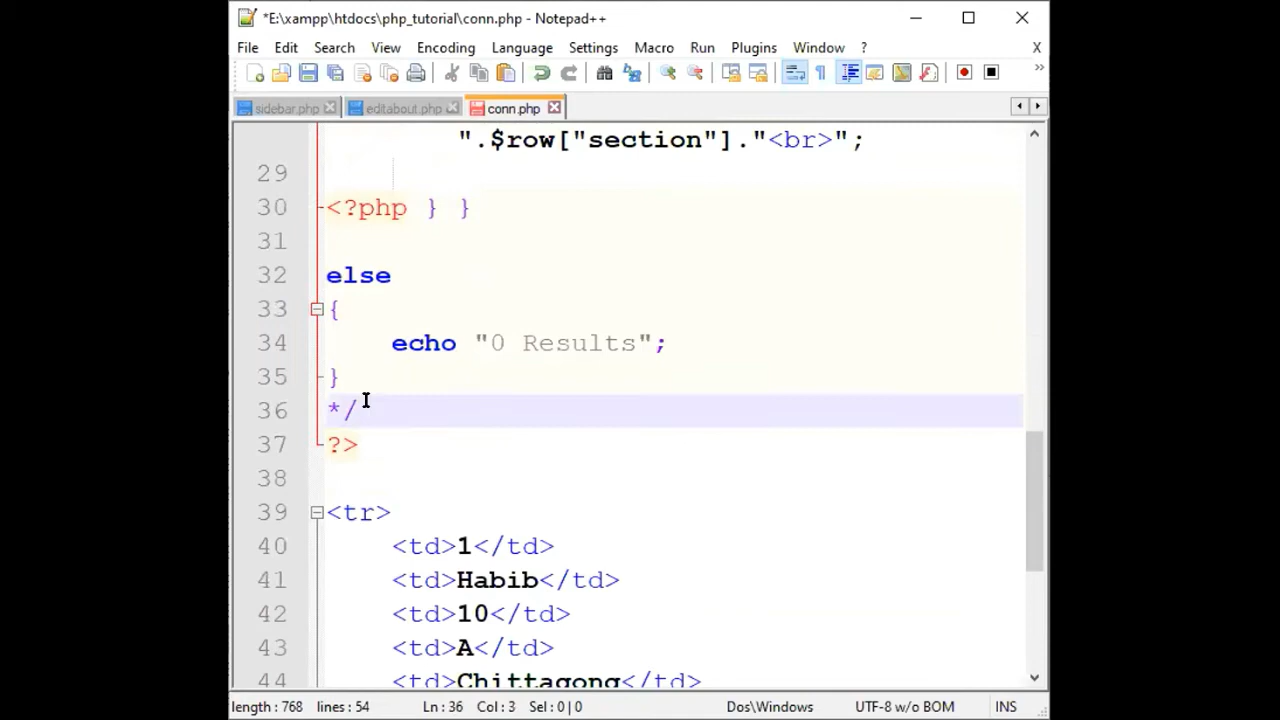 *E:\xampp\htdocs\php_tutorial\conn.php - Notepad++
File Edit Search View Encoding Language Settings Macro Run Plugins Window ? X
sidebar.php editabout.php conn.php
".$row["section"]."<br>";
29
30 <?php } }
31
32 else
33 {
34 echo "0 Results";
35 }
36 */
37 ?>
38
39 <tr>
40 <td>1</td>
41 <td>Habib</td>
42 <td>10</td>
43 <td>A</td>
44 <td>Chittagong</td>
length : 768 lines : 54 Ln : 36 Col : 3 Sel : 0 | 0 Dos\Windows UTF-8 w/o BOM INS